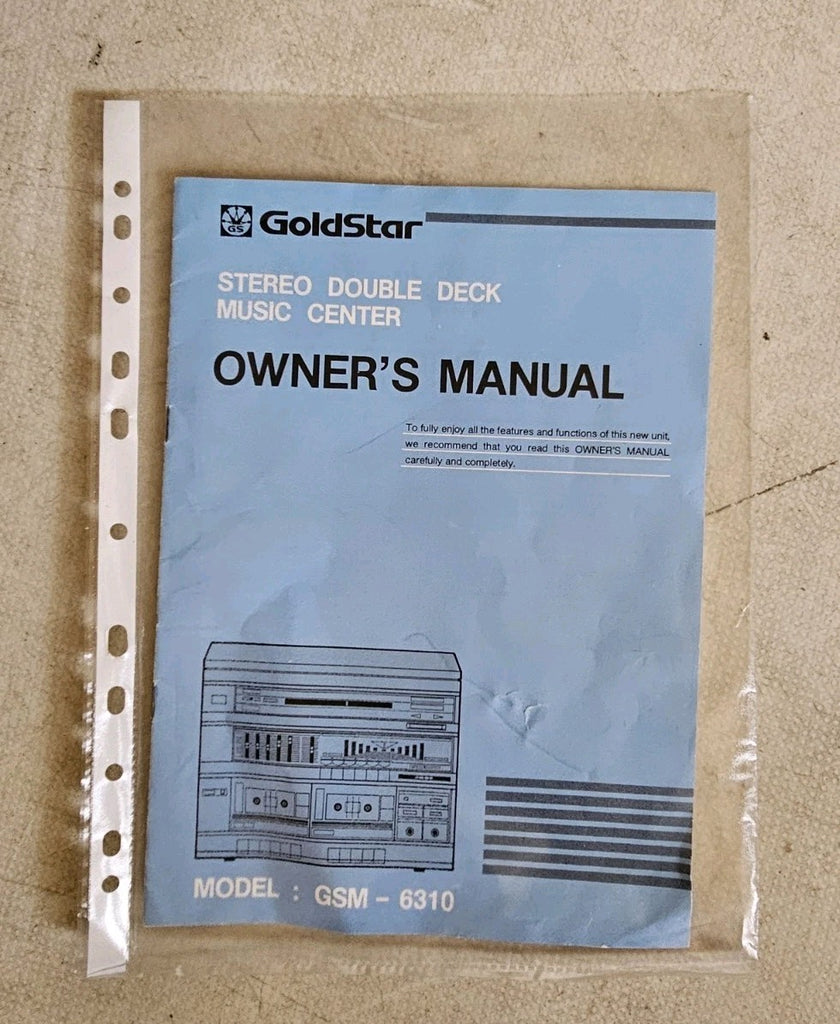 GS
GoldStar
STEREO DOUBLE DECK
MUSIC CENTER
OWNER'S MANUAL
To fully enjoy all the features and functions of this new unit,
we recommend that you read this OWNER'S MANUAL
carefully and completely.
MODEL : GSM - 6310